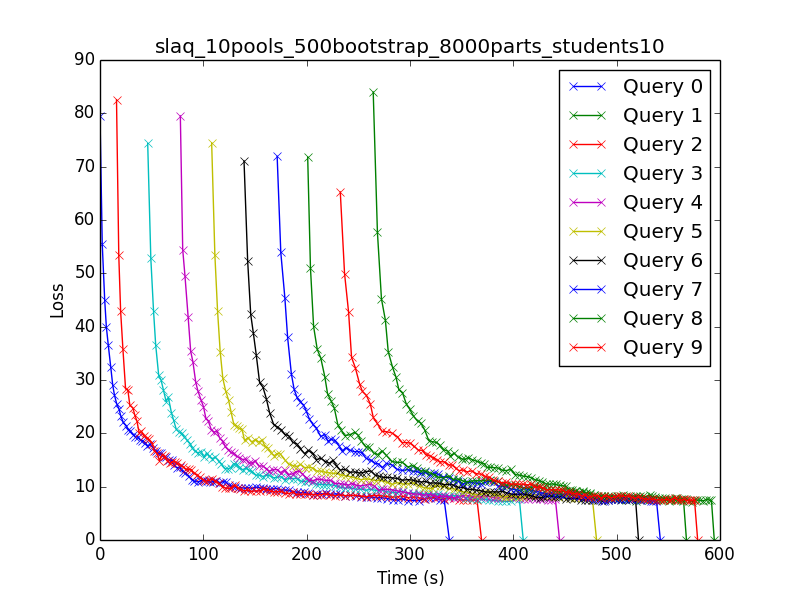 slaq_10pools_500bootstrap_8000parts_students10
90
80
70
60
50
40
30
20
10
0
Loss
0 100 200 300 400 500 600
Time (s)
Query 0
Query 1
Query 2
Query 3
Query 4
Query 5
Query 6
Query 7
Query 8
Query 9